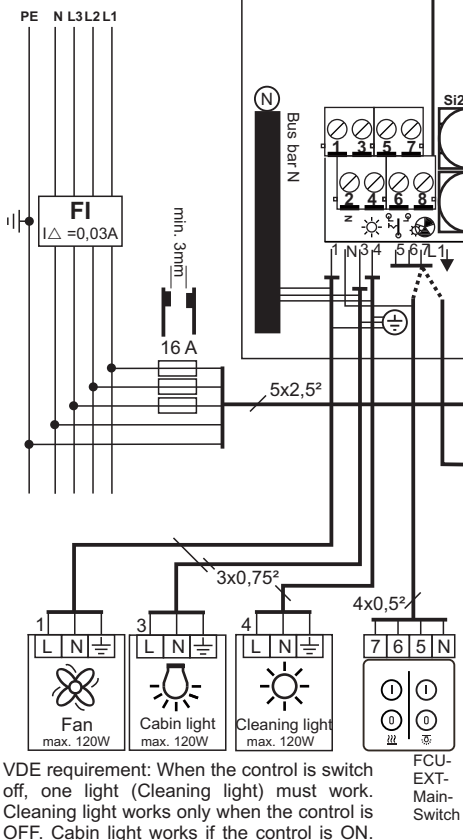 PE N L3 L2 L1
N
Bus bar N
Si2
1 3 5 7
2 4 6 8
N
FI
I△ =0,03A
min. 3mm
1 N 3 4 5 6 7 L1
16 A
5x2,5²
3x0,75²
4x0,5²
1
L N
Fan
max. 120W
3
L N
Cabin light
max. 120W
4
L N
Cleaning light
max. 120W
7 6 5 N
I I
0 0
FCU-
EXT-
Main-
Switch
VDE requirement: When the control is switch
off, one light (Cleaning light) must work.
Cleaning light works only when the control is
OFF. Cabin light works if the control is ON.